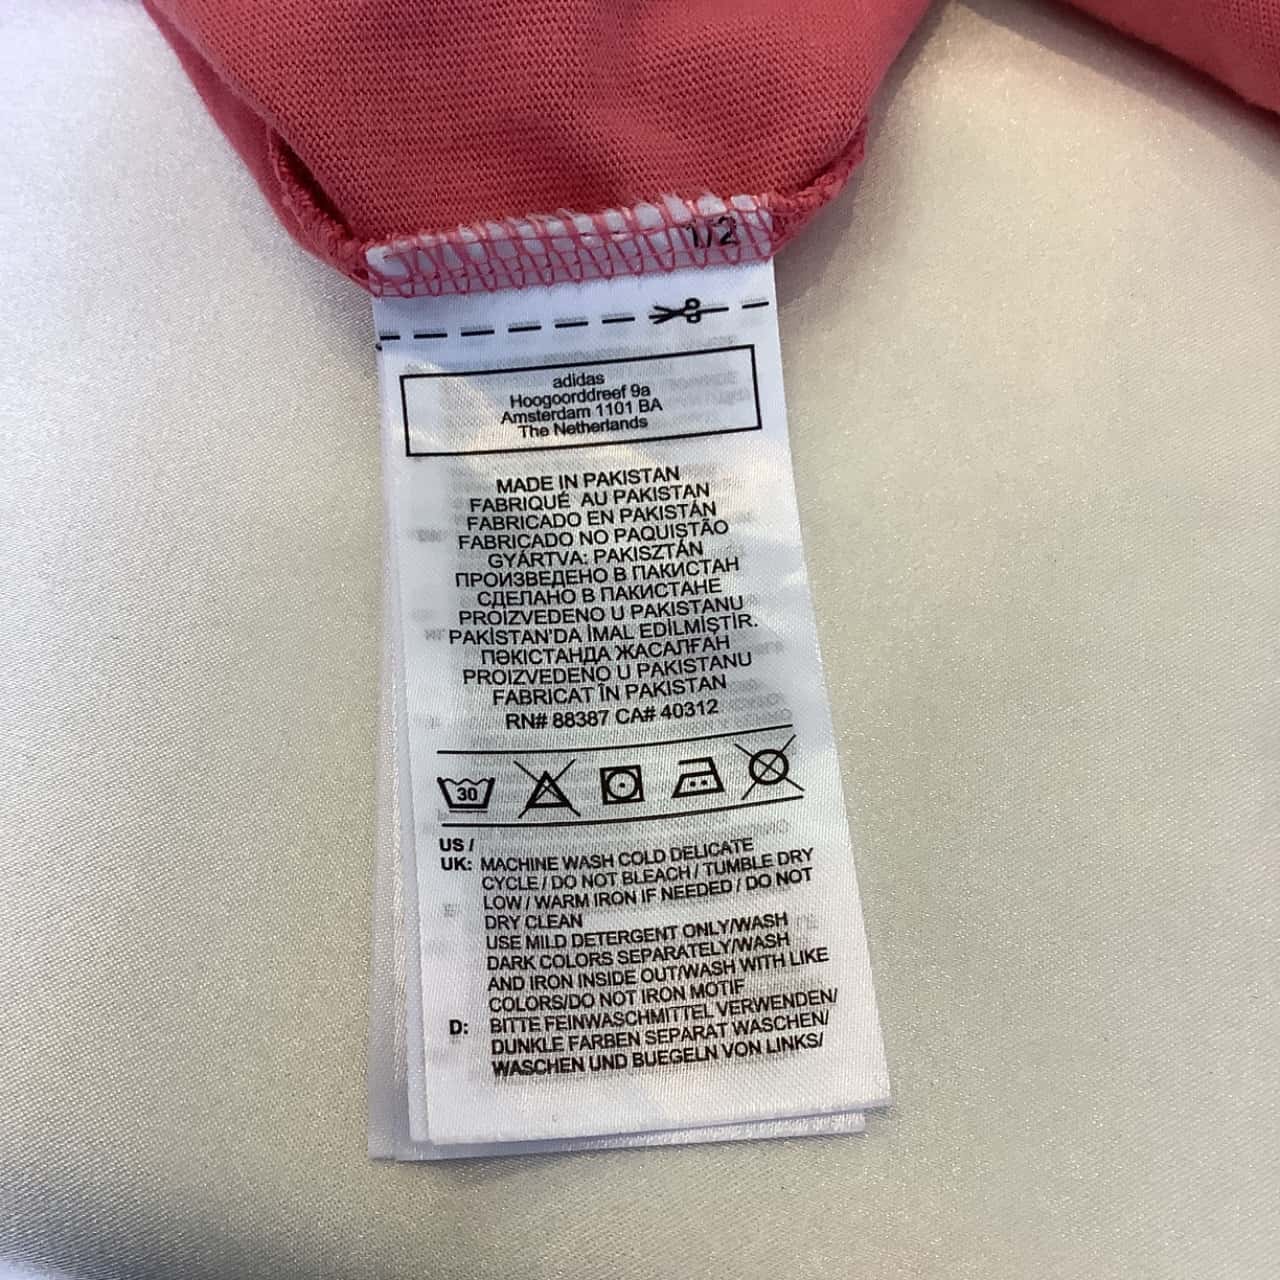 1/2
adidas
Hoogoorddreef 9a
Amsterdam 1101 BA
The Netherlands
MADE IN PAKISTAN
FABRIQUÉ AU PAKISTAN
FABRICADO EN PAKISTÁN
FABRICADO NO PAQUISTÃO
GYÁRTVA: PAKISZTÁN
ПРОИЗВЕДЕНО В ПАКИСТАН
СДЕЛАНО В ПАКИСТАНЕ
PROIZVEDENO U PAKISTANU
PAKİSTAN'DA İMAL EDİLMİŞTİR.
ПӘКІСТАНДА ЖАСАЛҒАН
PROIZVEDENO U PAKISTANU
FABRICAT ÎN PAKISTAN
RN# 88387 CA# 40312
30
US /
UK: MACHINE WASH COLD DELICATE
CYCLE / DO NOT BLEACH / TUMBLE DRY
LOW / WARM IRON IF NEEDED / DO NOT
DRY CLEAN
USE MILD DETERGENT ONLY/WASH
DARK COLORS SEPARATELY/WASH
AND IRON INSIDE OUT/WASH WITH LIKE
COLORS/DO NOT IRON MOTIF
D: BITTE FEINWASCHMITTEL VERWENDEN/
DUNKLE FARBEN SEPARAT WASCHEN/
WASCHEN UND BUEGELN VON LINKS/